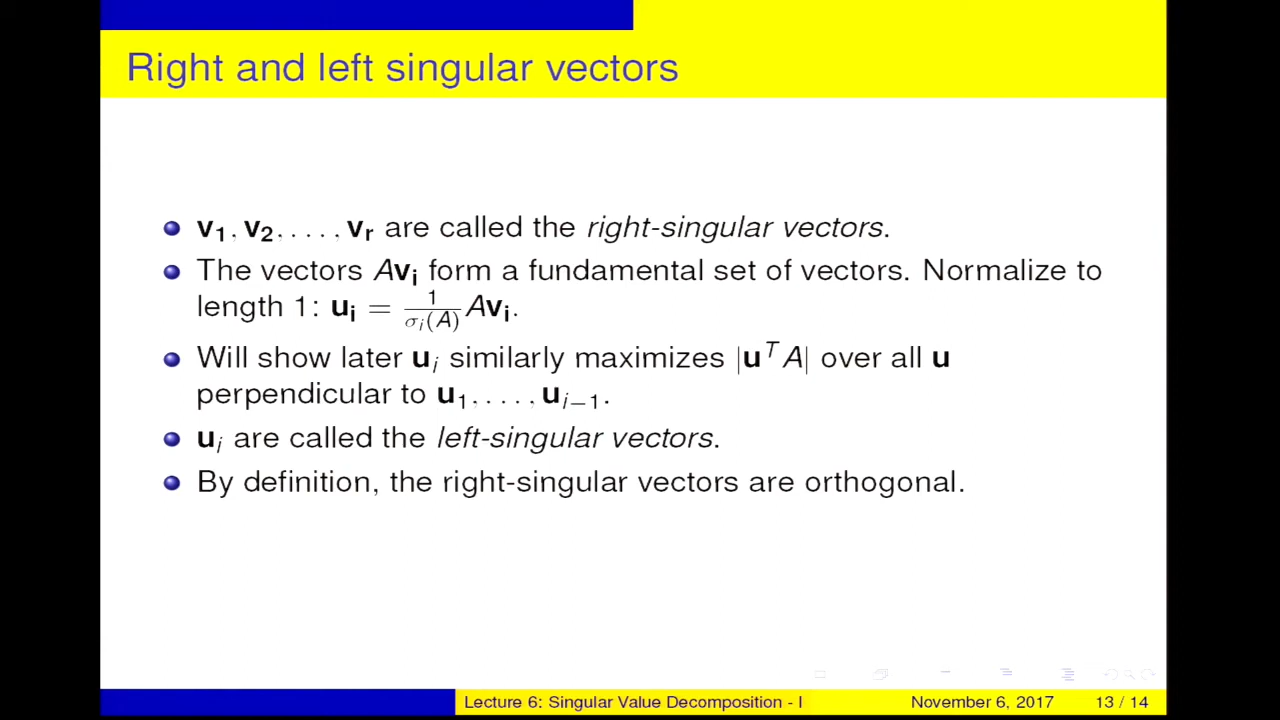 Right and left singular vectors
v₁, v₂, . . . , vᵣ are called the right-singular vectors.
The vectors Avᵢ form a fundamental set of vectors. Normalize to
length 1: uᵢ = 1/σᵢ(A) Avᵢ.
Will show later uᵢ similarly maximizes |uᵀA| over all u
perpendicular to u₁, . . . , uᵢ₋₁.
uᵢ are called the left-singular vectors.
By definition, the right-singular vectors are orthogonal.
Lecture 6: Singular Value Decomposition - I November 6, 2017 13 / 14